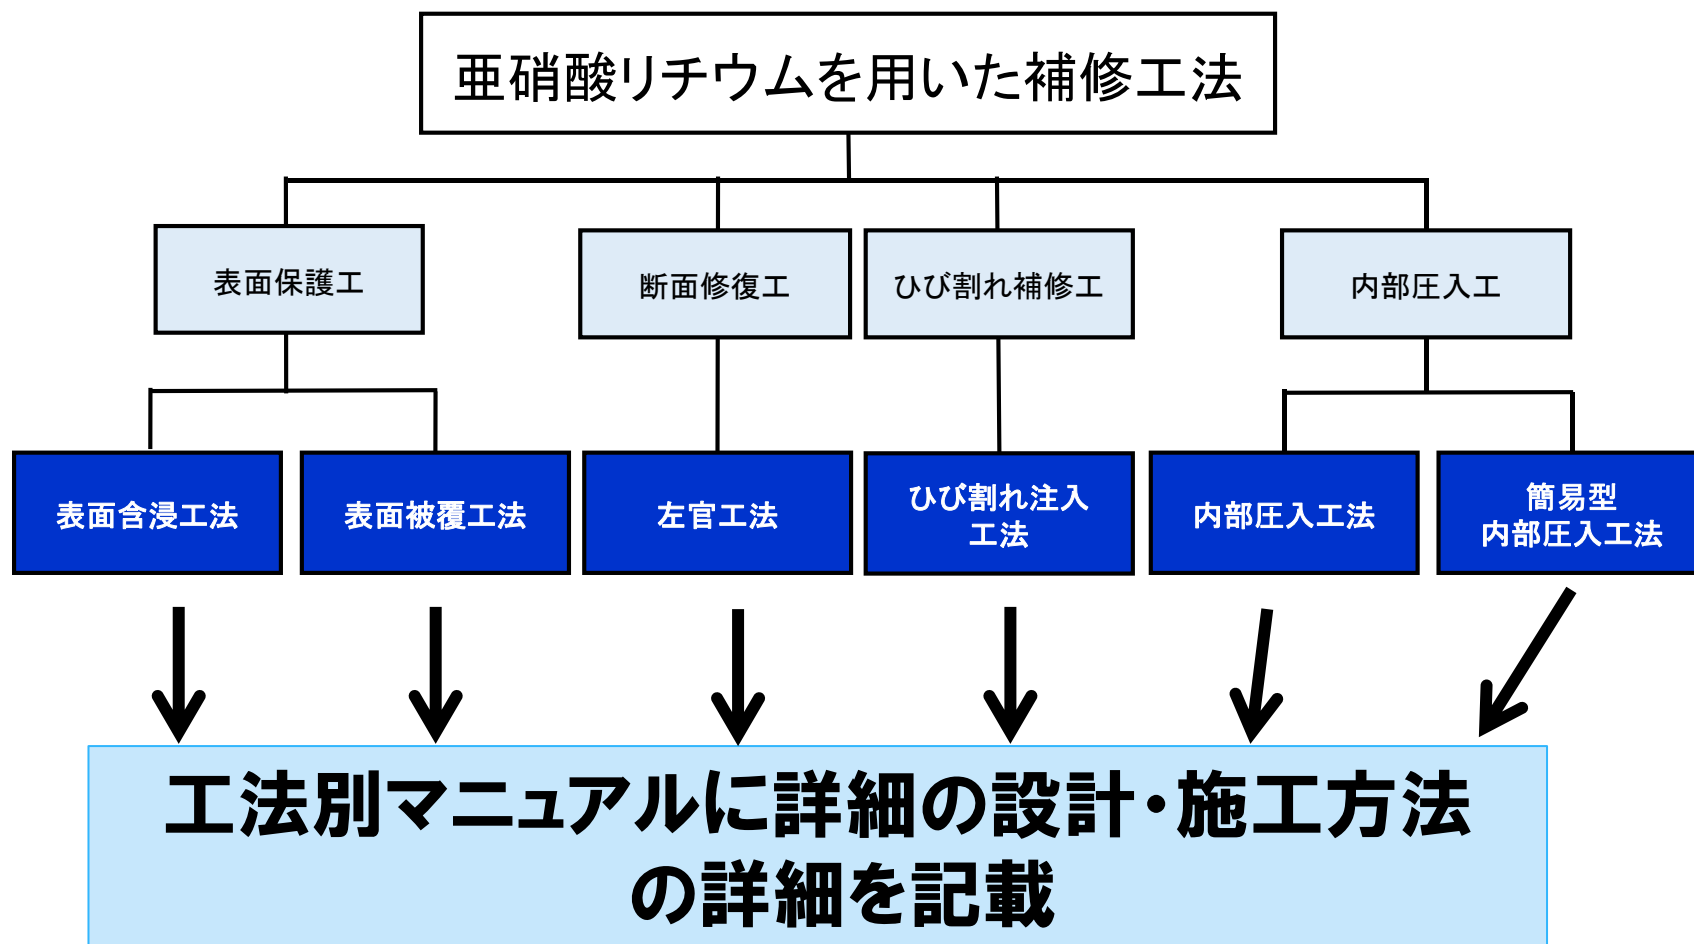 亜硝酸リチウムを用いた補修工法
表面保護工
断面修復工
ひび割れ補修工
内部圧入工
表面含浸工法
表面被覆工法
左官工法
ひび割れ注入
工法
内部圧入工法
簡易型
内部圧入工法
工法別マニュアルに詳細の設計・施工方法
の詳細を記載